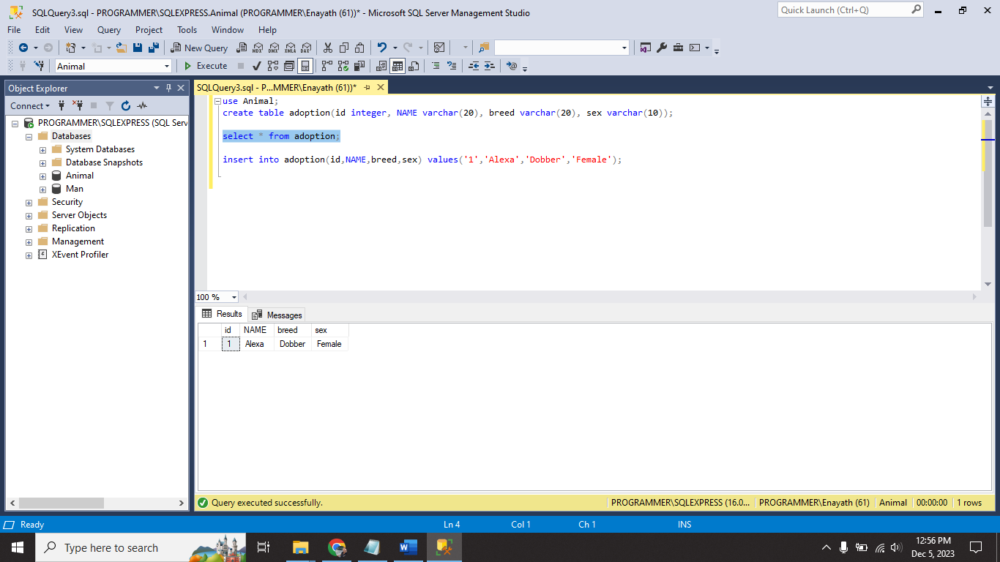 SQLQuery3.sql - PROGRAMMER\SQLEXPRESS.Animal (PROGRAMMER\Enayath (61))* - Microsoft SQL Server Management Studio
Quick Launch (Ctrl+Q)
File Edit View Query Project Tools Window Help
New Query MDX DMX XMLA DAX
Animal Execute
Object Explorer
SQLQuery3.sql - P...MMER\Enayath (61))*
Connect
PROGRAMMER\SQLEXPRESS (SQL Serv
Databases
System Databases
Database Snapshots
Animal
Man
Security
Server Objects
Replication
Management
XEvent Profiler
use Animal;
create table adoption(id integer, NAME varchar(20), breed varchar(20), sex varchar(10));
select * from adoption;
insert into adoption(id,NAME,breed,sex) values('1','Alexa','Dobber','Female');
100 %
Results Messages
id NAME breed sex
1 1 Alexa Dobber Female
Query executed successfully. PROGRAMMER\SQLEXPRESS (16.0... PROGRAMMER\Enayath (61) Animal 00:00:00 1 rows
Ready Ln 4 Col 1 Ch 1 INS
Type here to search
12:56 PM
Dec 5, 2023